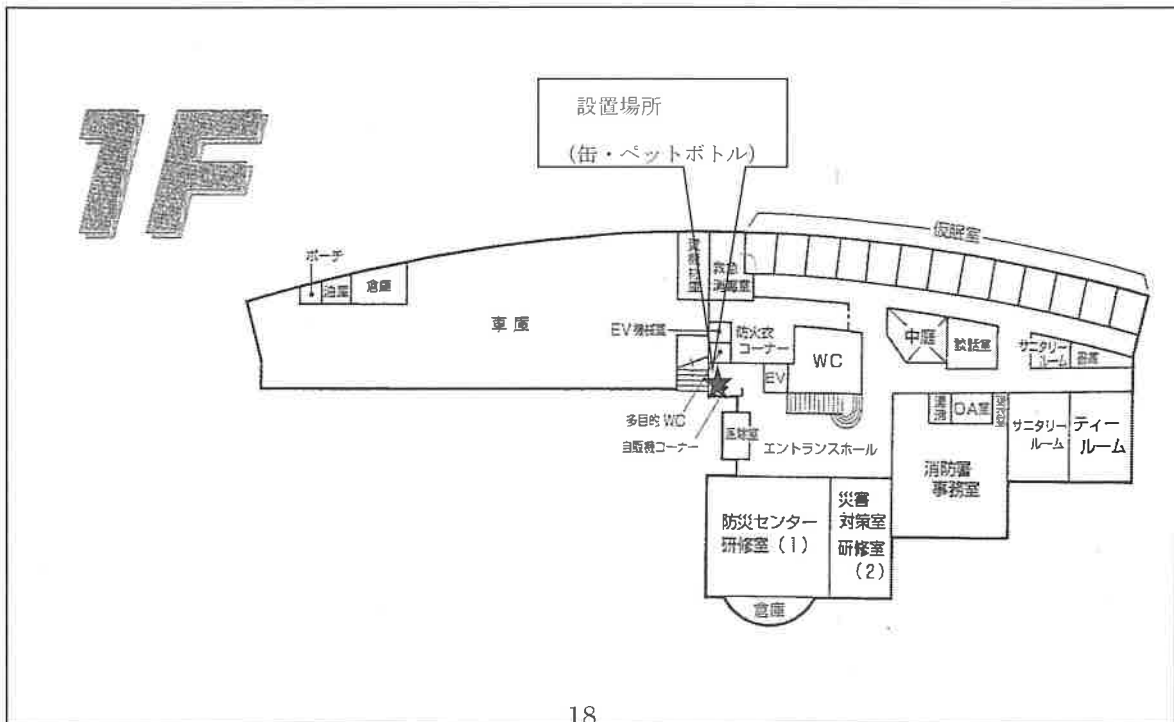 1F
設置場所
(缶・ペットボトル)
仮眠室
ポーチ
油庫
倉庫
車庫
救急
消毒室
EV機械室
防火衣
コーナー
WC
EV
中庭
談話室
サニタリー
ルーム
多目的WC
自販機コーナー
エントランスホール
OA室
サニタリー
ルーム
ティー
ルーム
消防署
事務室
防災センター
研修室(1)
災害
対策室
研修室
(2)
倉庫
18